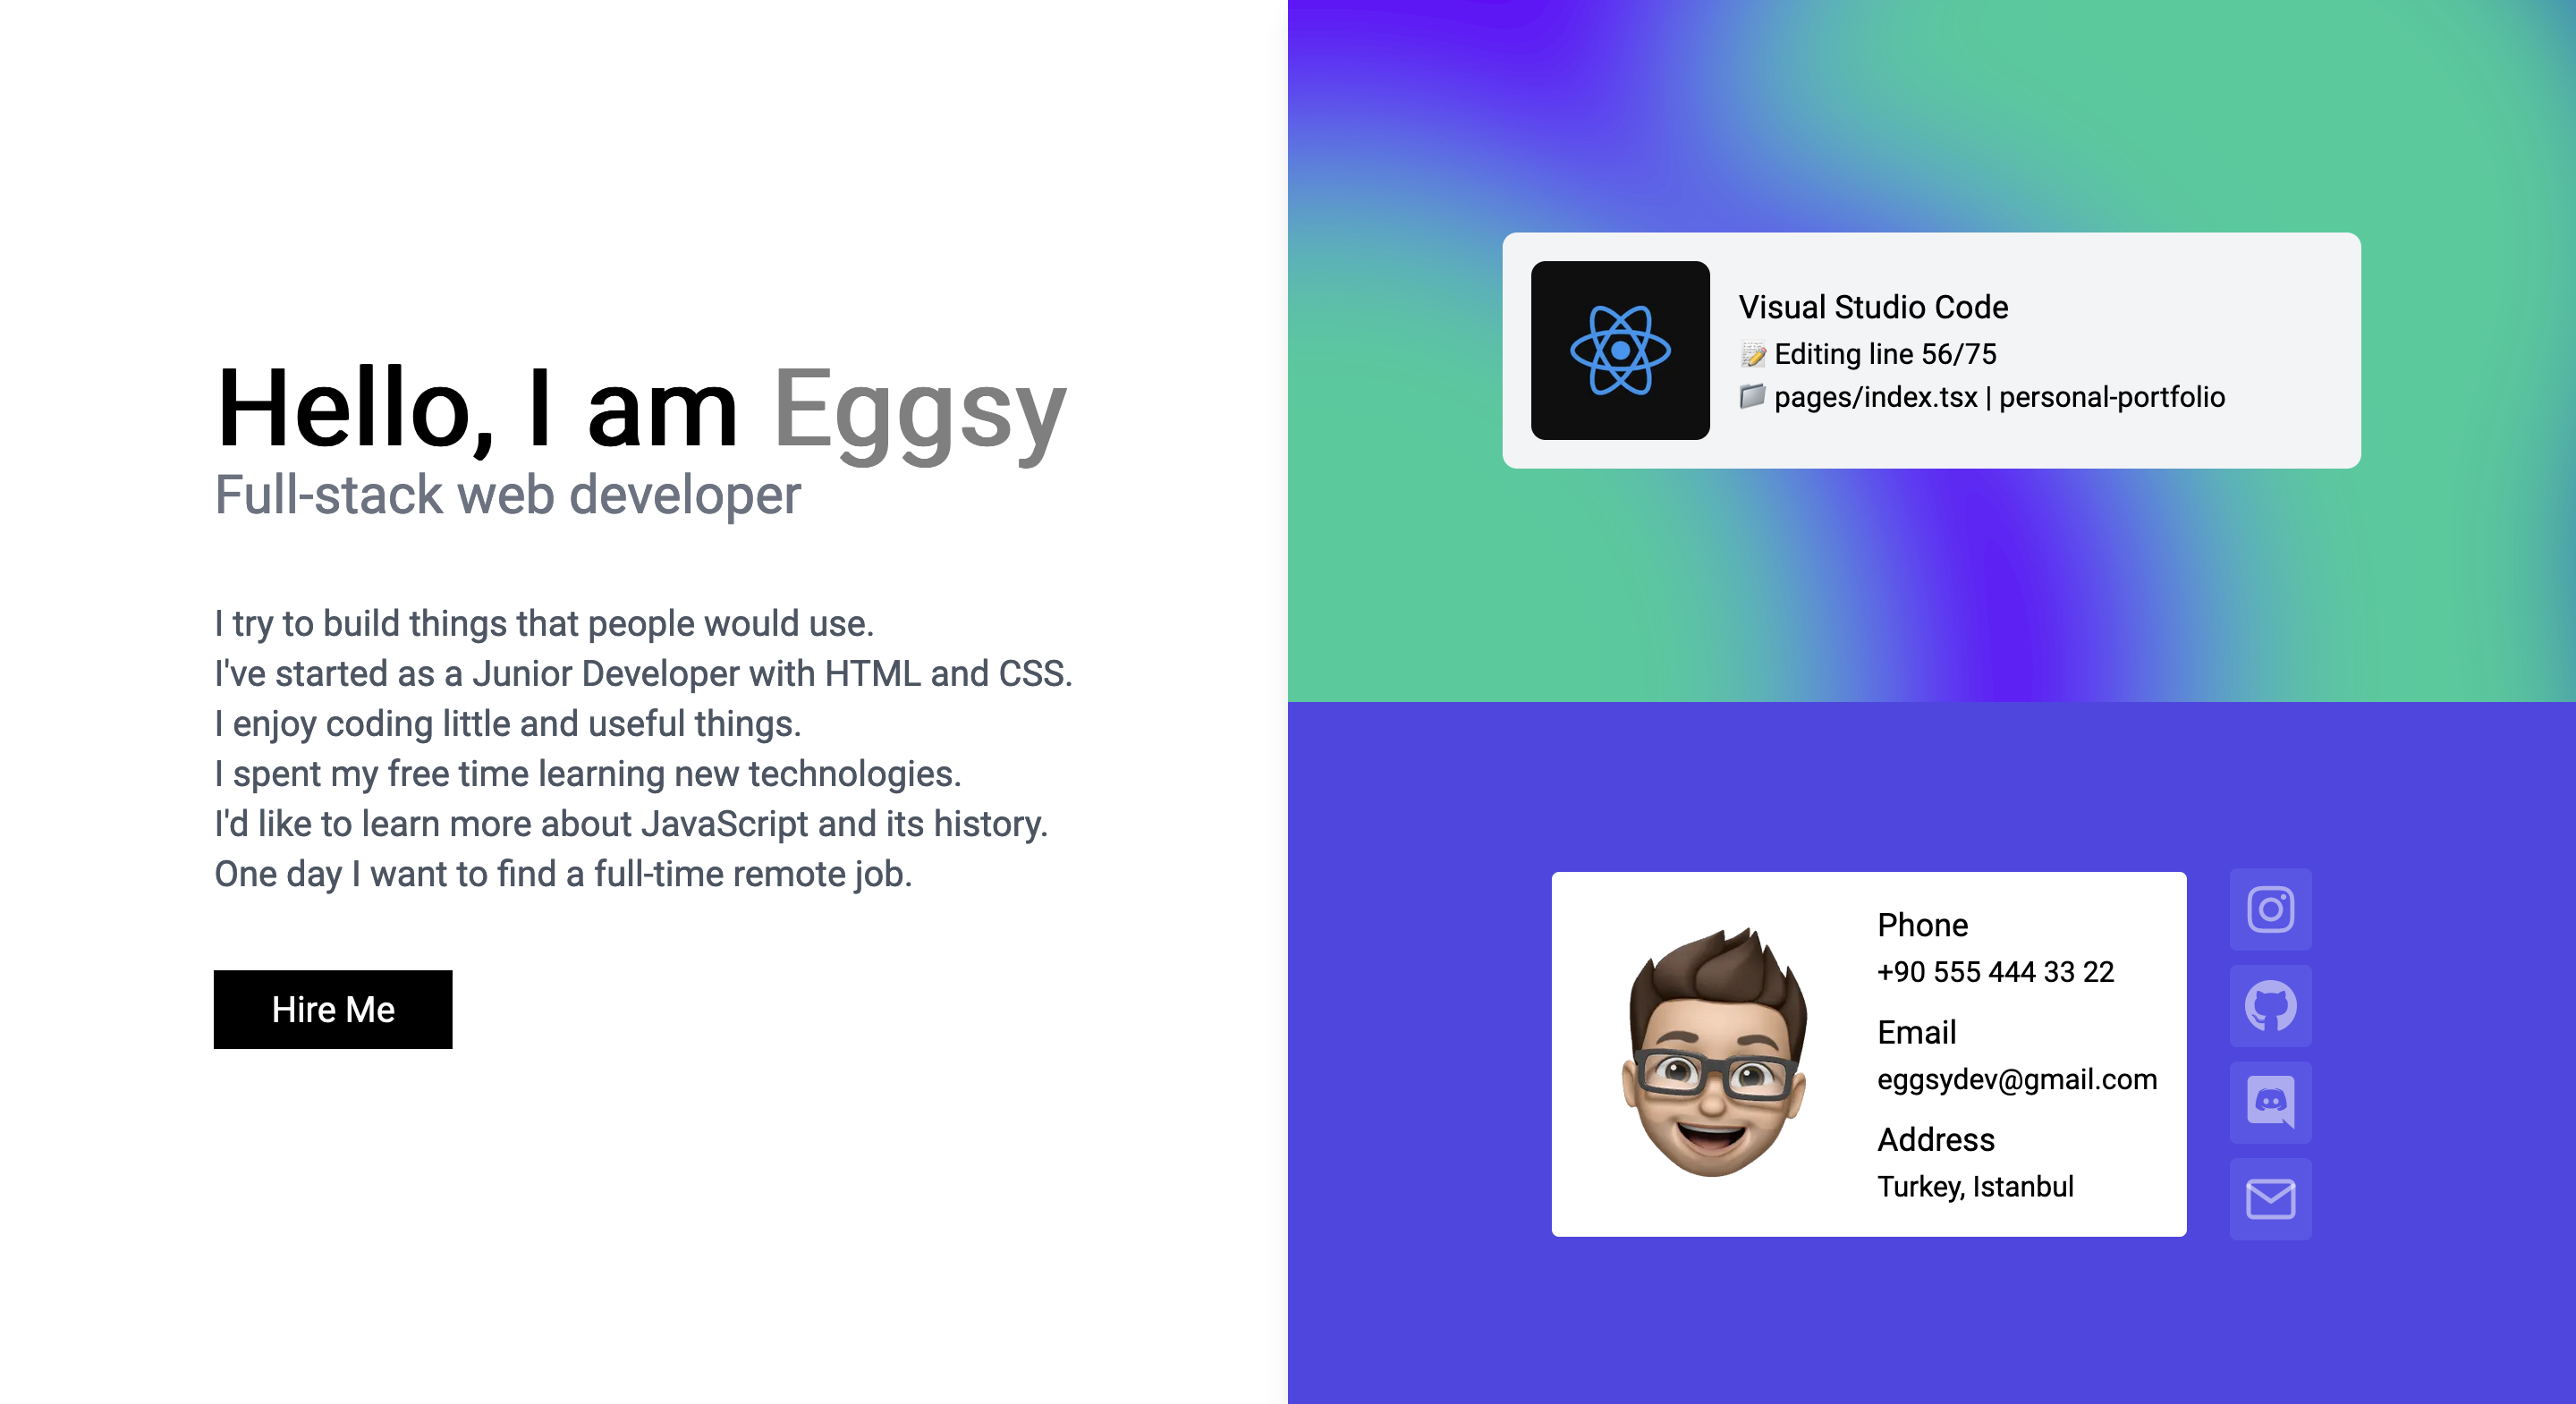 Hello, I am Eggsy
Full-stack web developer
I try to build things that people would use.
I've started as a Junior Developer with HTML and CSS.
I enjoy coding little and useful things.
I spent my free time learning new technologies.
I'd like to learn more about JavaScript and its history.
One day I want to find a full-time remote job.
Hire Me
Visual Studio Code
📝 Editing line 56/75
📁 pages/index.tsx | personal-portfolio
Phone
+90 555 444 33 22
Email
eggsydev@gmail.com
Address
Turkey, Istanbul